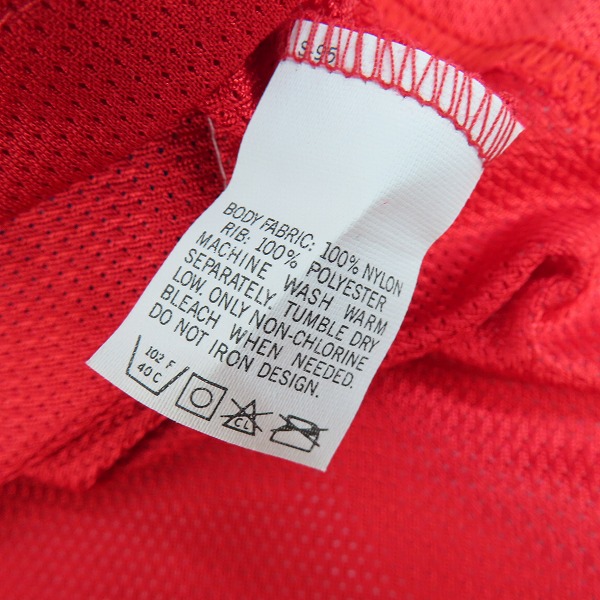 9-95
BODY FABRIC: 100% NYLON
RIB: 100% POLYESTER
MACHINE WASH WARM
SEPARATELY. TUMBLE DRY
LOW. ONLY NON-CHLORINE
BLEACH WHEN NEEDED.
DO NOT IRON DESIGN.
102 F
40 C
CL